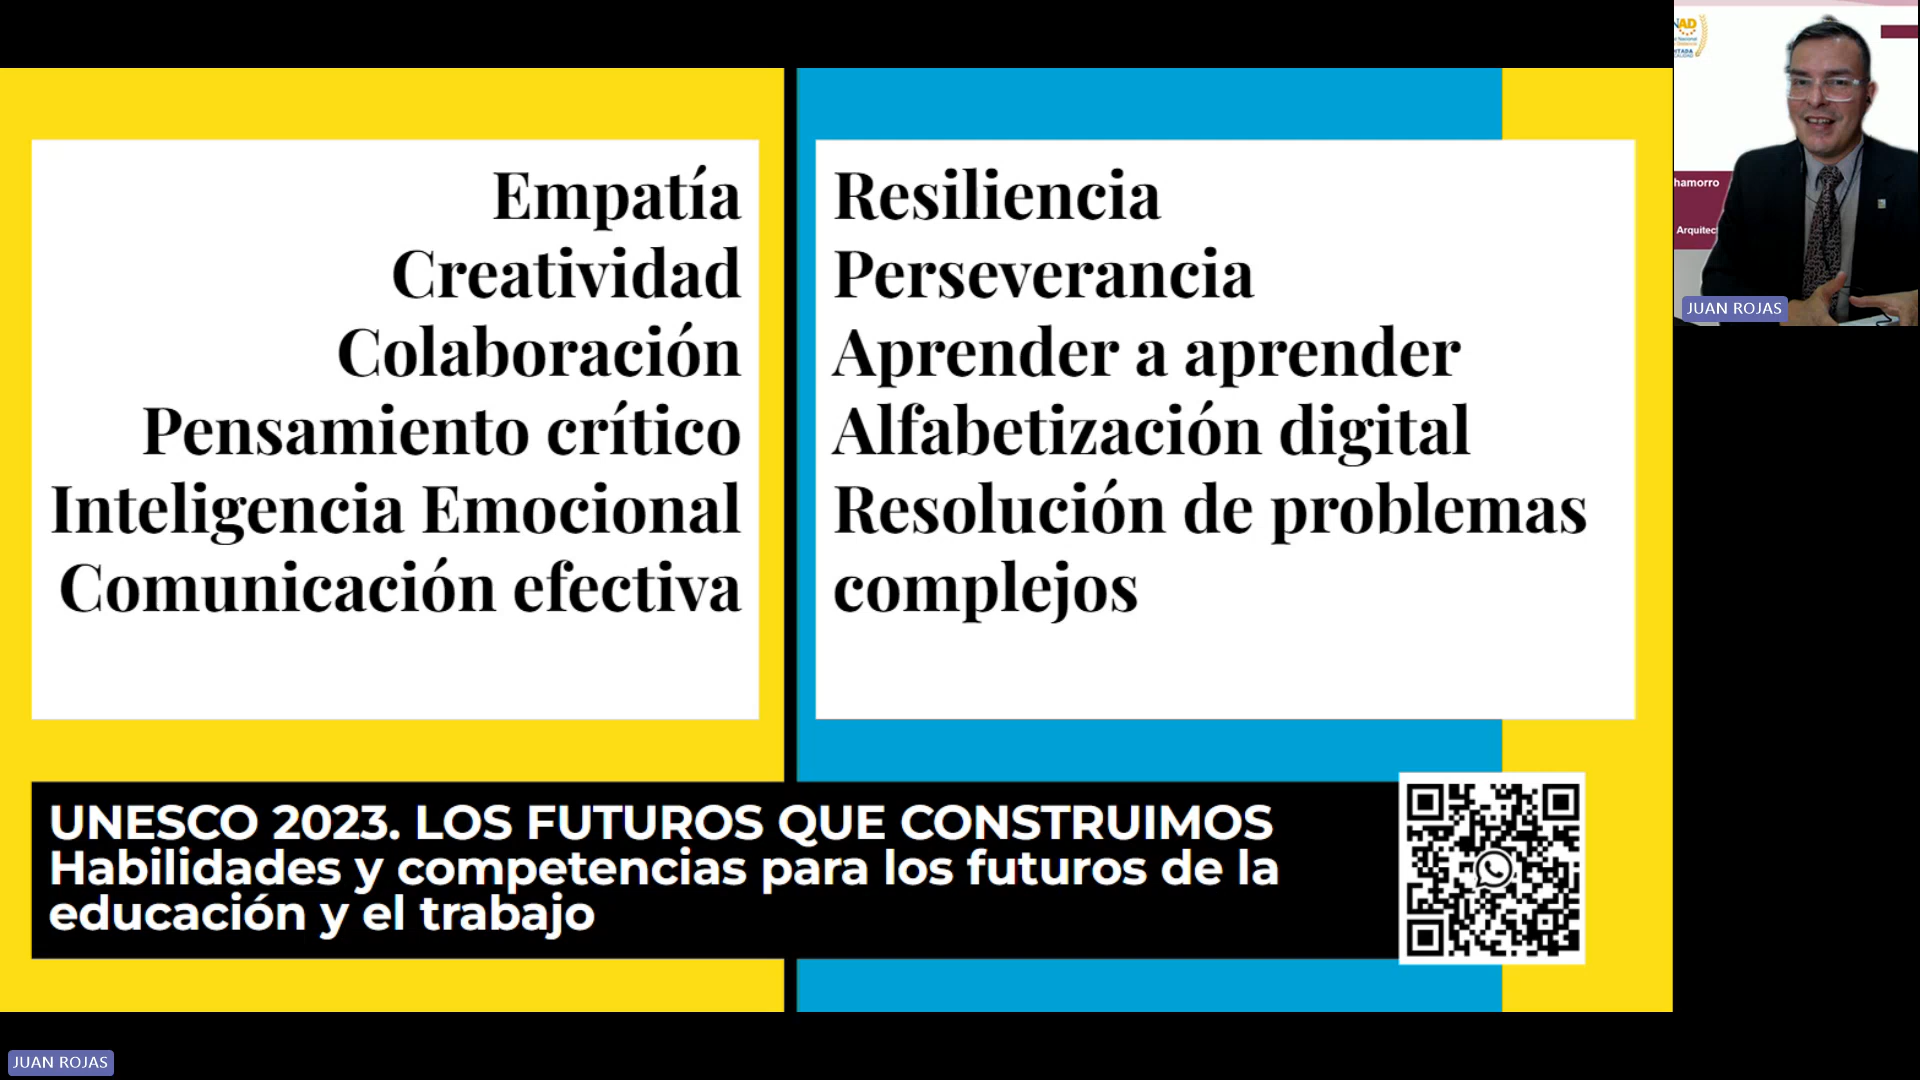 Empatía
Creatividad
Colaboración
Pensamiento crítico
Inteligencia Emocional
Comunicación efectiva
Resiliencia
Perseverancia
Aprender a aprender
Alfabetización digital
Resolución de problemas
complejos
UNESCO 2023. LOS FUTUROS QUE CONSTRUIMOS
Habilidades y competencias para los futuros de la
educación y el trabajo
JUAN ROJAS
JUAN ROJAS